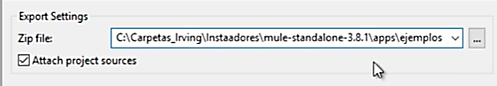 Export Settings
Zip file: C:\Carpetas_Irving\Instaadores\mule-standalone-3.8.1\apps\ejemplos ...
Attach project sources